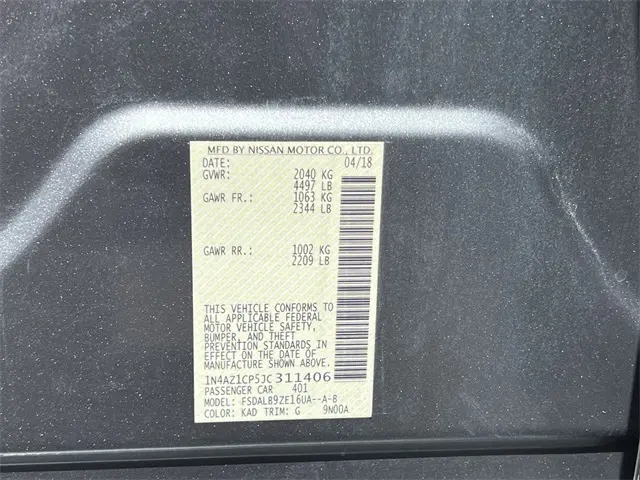 MFD BY NISSAN MOTOR CO., LTD.
DATE: 04/18
GVWR: 2040 KG
4497 LB
GAWR FR.: 1063 KG
2344 LB
GAWR RR.: 1002 KG
2209 LB
THIS VEHICLE CONFORMS TO
ALL APPLICABLE FEDERAL
MOTOR VEHICLE SAFETY,
BUMPER, AND THEFT
PREVENTION STANDARDS IN
EFFECT ON THE DATE OF
MANUFACTURE SHOWN ABOVE.
1N4AZ1CP5JC311406
PASSENGER CAR 401
MODEL: FSDALB9ZE16UA--A-B
COLOR: KAD TRIM: G 9N00A